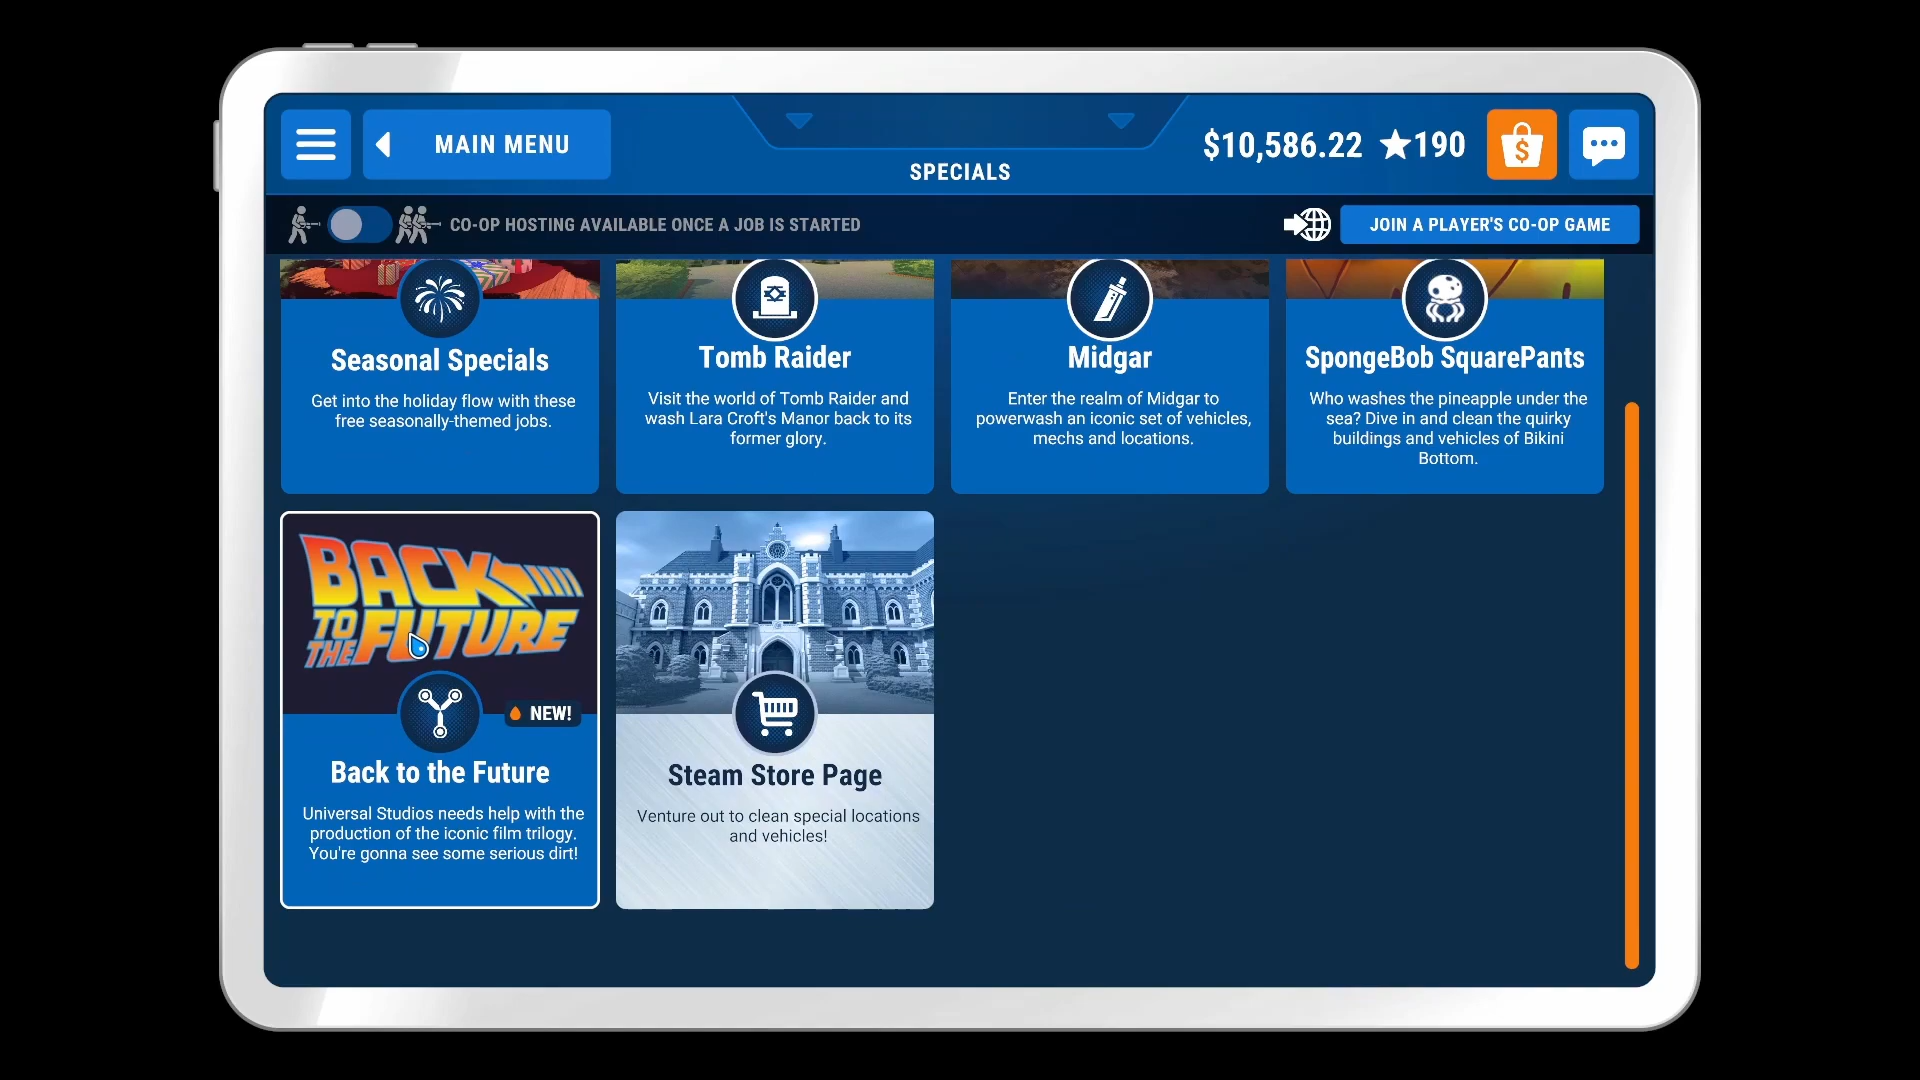 MAIN MENU
SPECIALS
$10,586.22 190
$
CO-OP HOSTING AVAILABLE ONCE A JOB IS STARTED
JOIN A PLAYER'S CO-OP GAME
Seasonal Specials
Get into the holiday flow with these
free seasonally-themed jobs.
Tomb Raider
Visit the world of Tomb Raider and
wash Lara Croft's Manor back to its
former glory.
Midgar
Enter the realm of Midgar to
powerwash an iconic set of vehicles,
mechs and locations.
SpongeBob SquarePants
Who washes the pineapple under the
sea? Dive in and clean the quirky
buildings and vehicles of Bikini
Bottom.
BACK
TO
THE FUTURE
NEW!
Back to the Future
Universal Studios needs help with the
production of the iconic film trilogy.
You're gonna see some serious dirt!
Steam Store Page
Venture out to clean special locations
and vehicles!